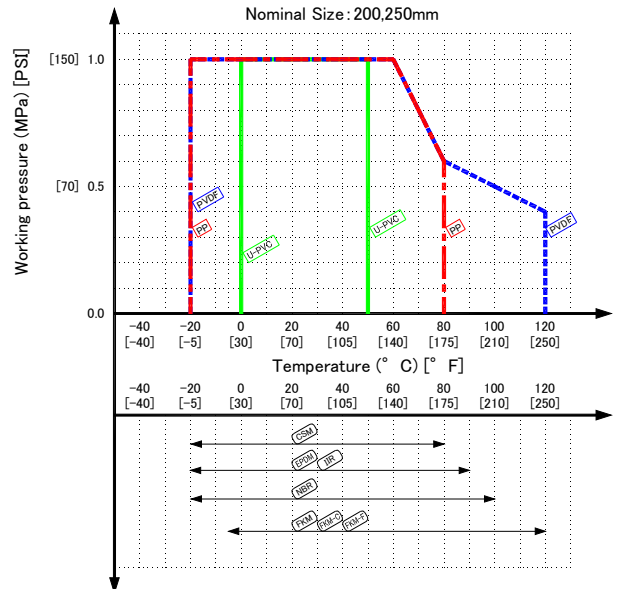 Nominal Size: 200,250mm
Working pressure (MPa) [PSI]
[150] 1.0
[70] 0.5
0.0
PVDF
PP
U-PVC
U-PVC
PP
PVDF
-40 -20 0 20 40 60 80 100 120
[-40] [-5] [30] [70] [105] [140] [175] [210] [250]
Temperature (° C) [° F]
-40 -20 0 20 40 60 80 100 120
[-40] [-5] [30] [70] [105] [140] [175] [210] [250]
CSM
EPDM IIR
NBR
FKM FKM-C FKM-F